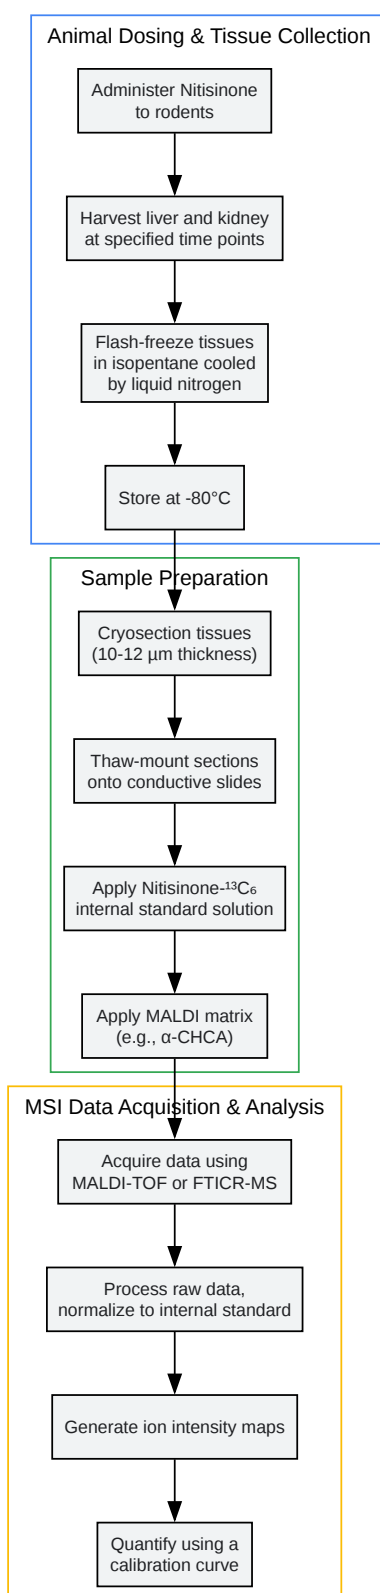 Animal Dosing & Tissue Collection
Administer Nitisinone
to rodents
Harvest liver and kidney
at specified time points
Flash-freeze tissues
in isopentane cooled
by liquid nitrogen
Store at -80°C
Sample Preparation
Cryosection tissues
(10-12 µm thickness)
Thaw-mount sections
onto conductive slides
Apply Nitisinone-¹³C₆
internal standard solution
Apply MALDI matrix
(e.g., α-CHCA)
MSI Data Acquisition & Analysis
Acquire data using
MALDI-TOF or FTICR-MS
Process raw data,
normalize to internal standard
Generate ion intensity maps
Quantify using a
calibration curve